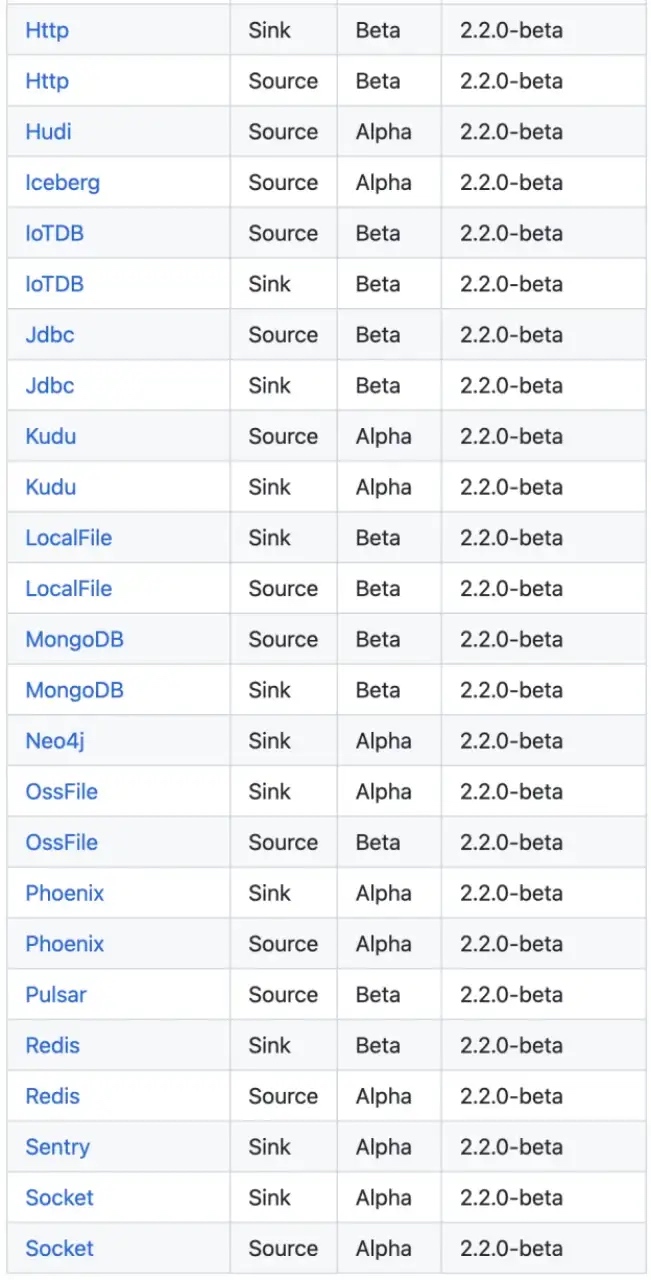 Http Sink Beta 2.2.0-beta
Http Source Beta 2.2.0-beta
Hudi Source Alpha 2.2.0-beta
Iceberg Source Alpha 2.2.0-beta
IoTDB Source Beta 2.2.0-beta
IoTDB Sink Beta 2.2.0-beta
Jdbc Source Beta 2.2.0-beta
Jdbc Sink Beta 2.2.0-beta
Kudu Source Alpha 2.2.0-beta
Kudu Sink Alpha 2.2.0-beta
LocalFile Sink Beta 2.2.0-beta
LocalFile Source Beta 2.2.0-beta
MongoDB Source Beta 2.2.0-beta
MongoDB Sink Beta 2.2.0-beta
Neo4j Sink Alpha 2.2.0-beta
OssFile Sink Alpha 2.2.0-beta
OssFile Source Beta 2.2.0-beta
Phoenix Sink Alpha 2.2.0-beta
Phoenix Source Alpha 2.2.0-beta
Pulsar Source Beta 2.2.0-beta
Redis Sink Beta 2.2.0-beta
Redis Source Alpha 2.2.0-beta
Sentry Sink Alpha 2.2.0-beta
Socket Sink Alpha 2.2.0-beta
Socket Source Alpha 2.2.0-beta